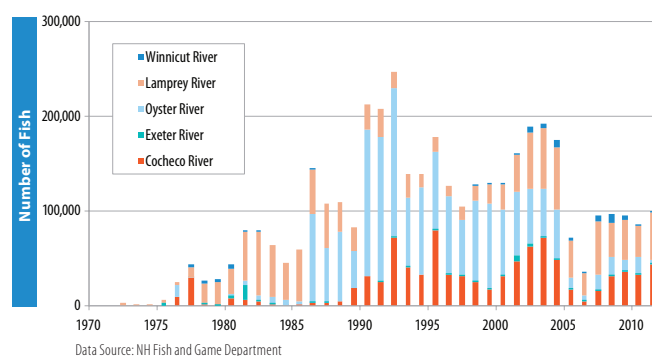 Number of Fish
300,000
200,000
100,000
0
Winnicut River
Lamprey River
Oyster River
Exeter River
Cocheco River
1970 1975 1980 1985 1990 1995 2000 2005 2010
Data Source: NH Fish and Game Department